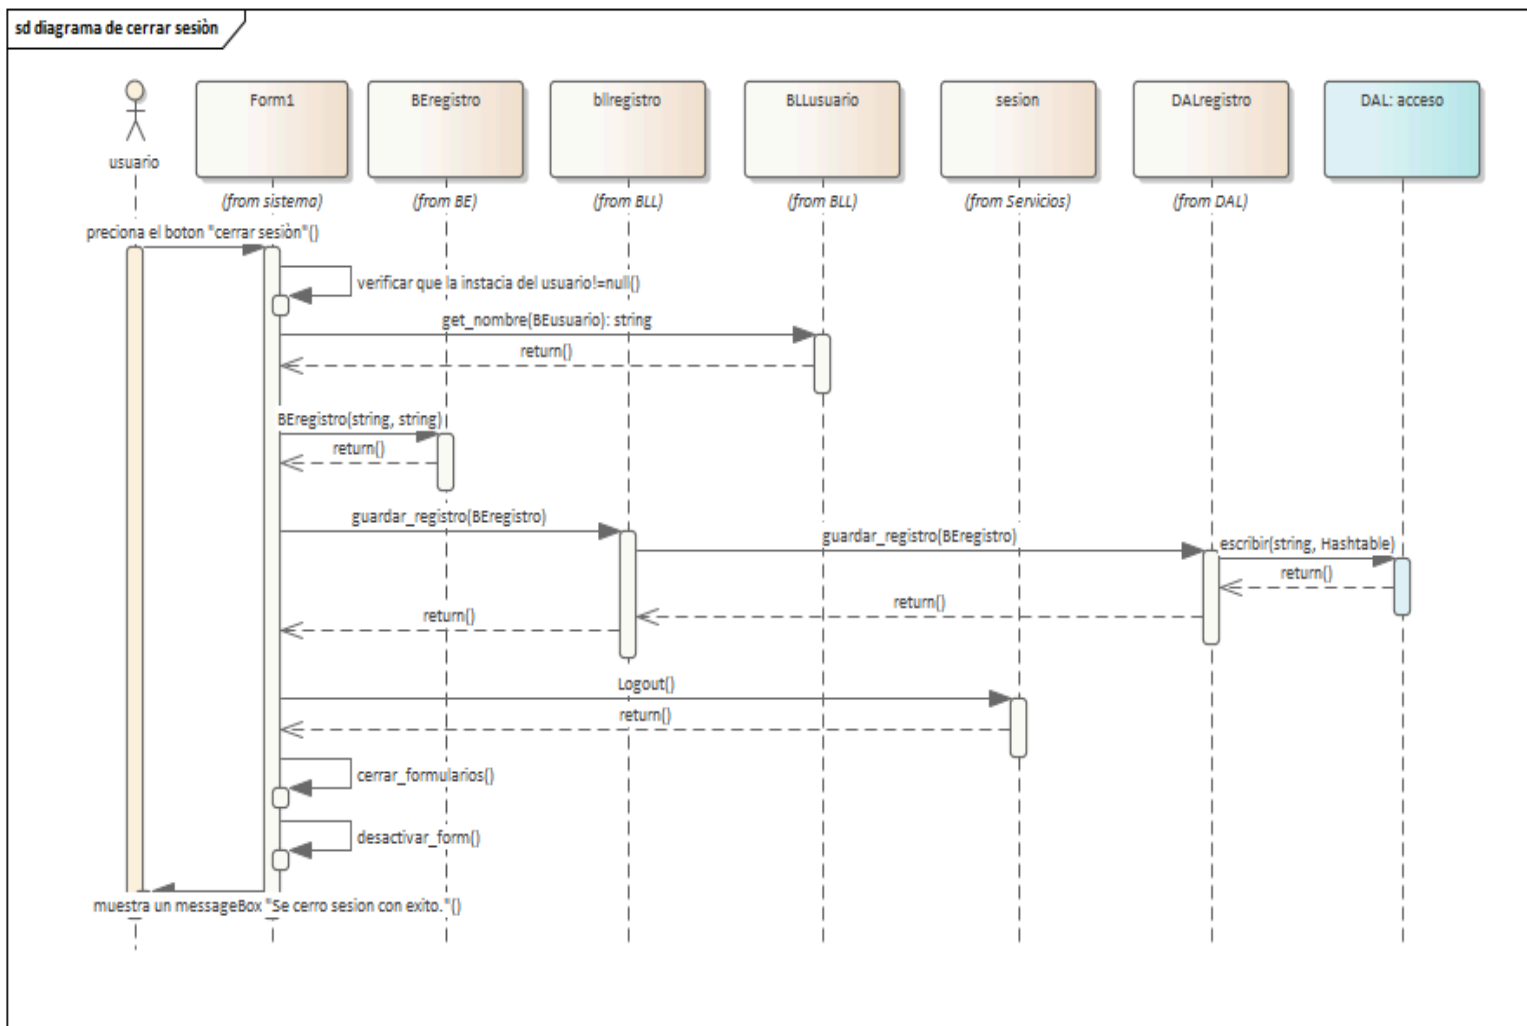 sd diagrama de cerrar sesiòn
usuario
Form1
BEregistro
bllregistro
BLLusuario
sesion
DALregistro
DAL: acceso
(from sistema)
(from BE)
(from BLL)
(from BLL)
(from Servicios)
(from DAL)
preciona el boton "cerrar sesiòn"()
verificar que la instacia del usuario!=null()
get_nombre(BEusuario): string
return()
BEregistro(string, string)
return()
guardar_registro(BEregistro)
guardar_registro(BEregistro)
escribir(string, Hashtable)
return()
return()
return()
Logout()
return()
cerrar_formularios()
desactivar_form()
muestra un messageBox "Se cerro sesion con exito."()